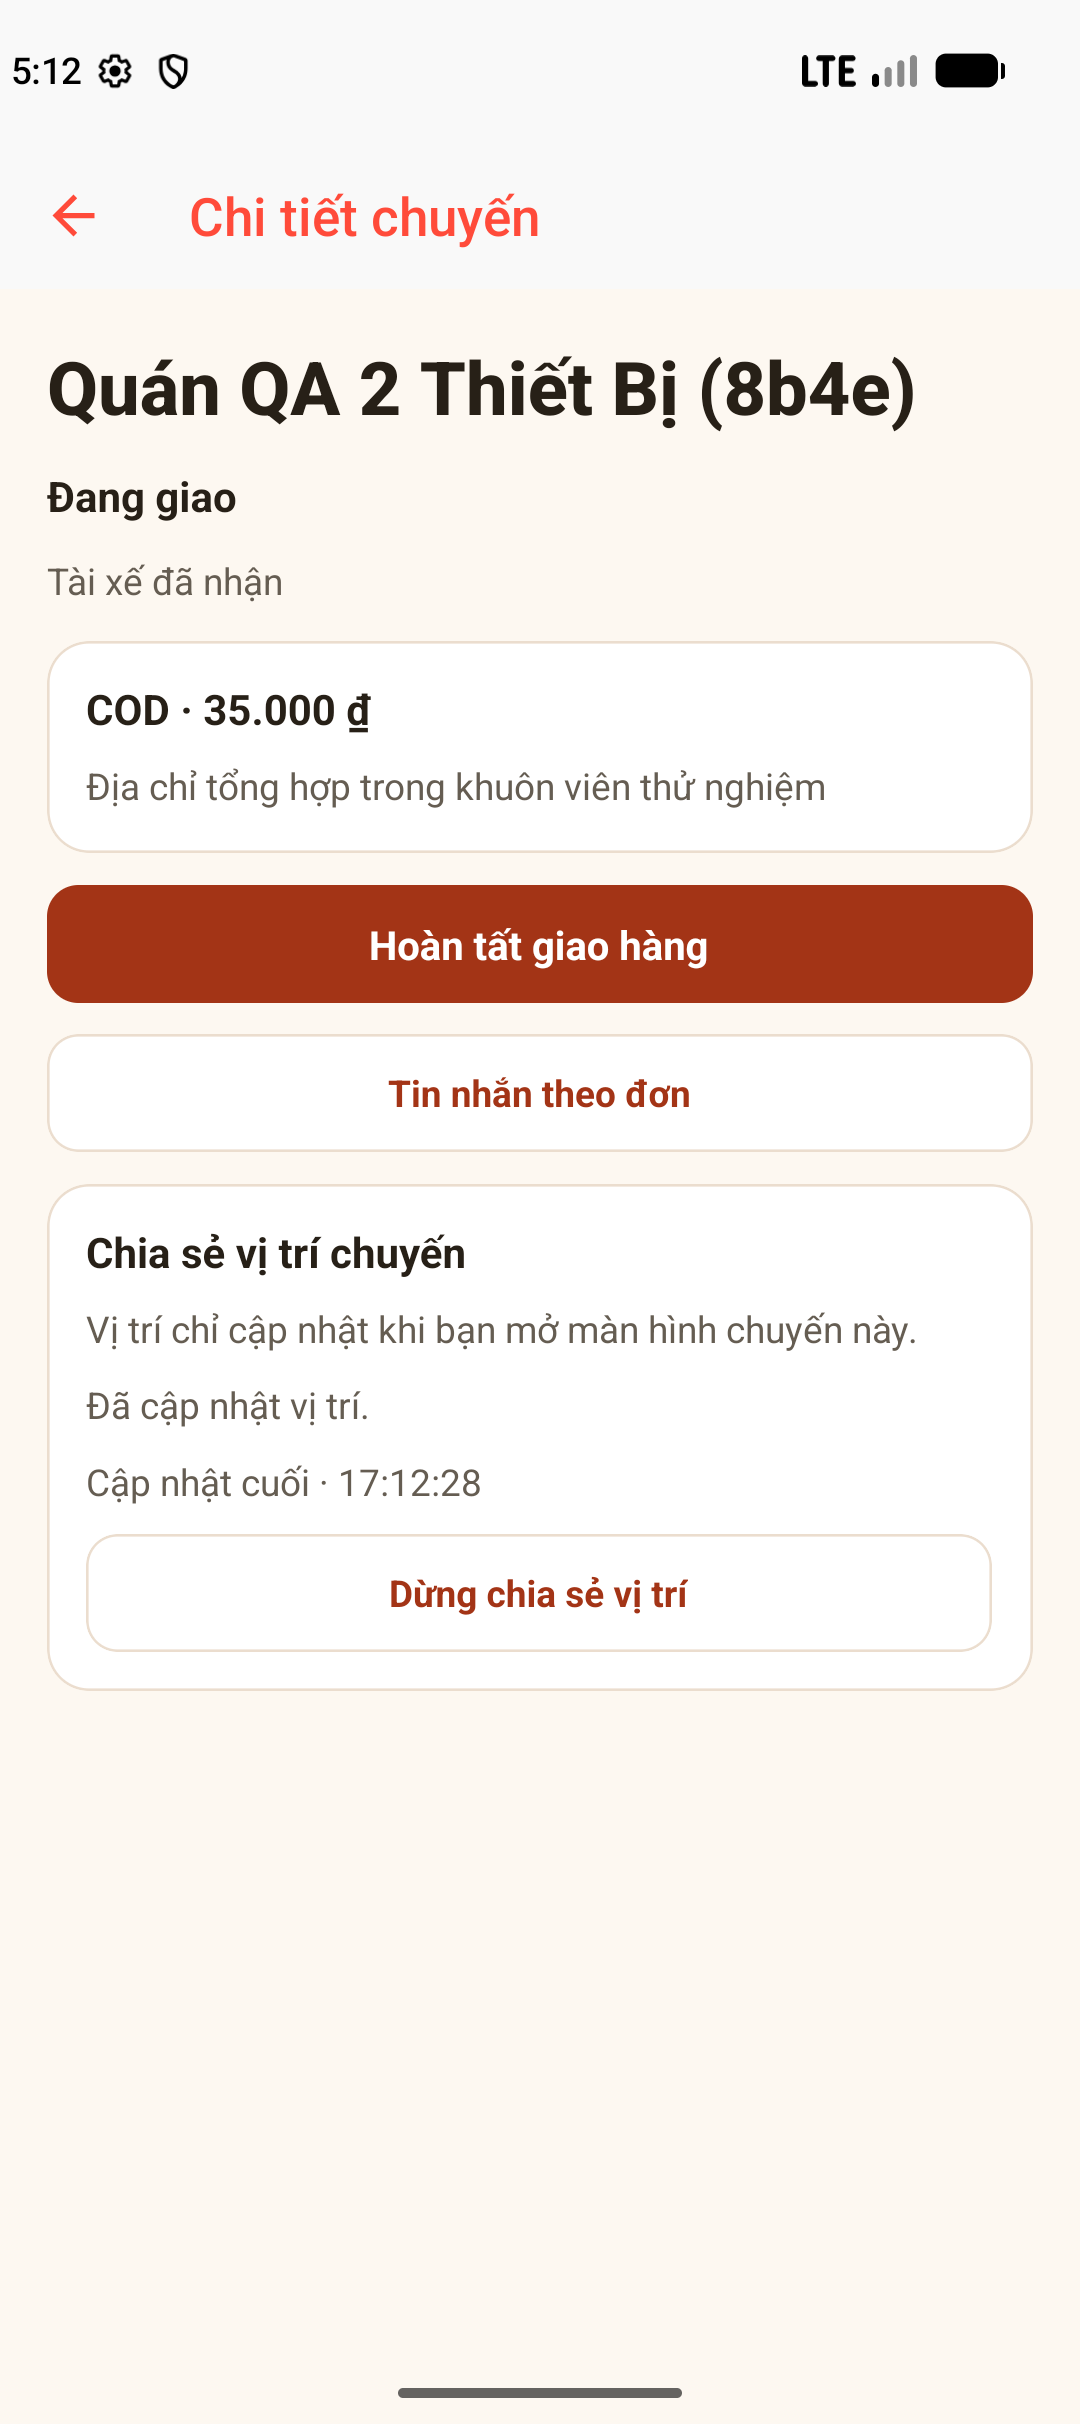 5:12
LTE
Chi tiết chuyến
Quán QA 2 Thiết Bị (8b4e)
Đang giao
Tài xế đã nhận
COD · 35.000 ₫
Địa chỉ tổng hợp trong khuôn viên thử nghiệm
Hoàn tất giao hàng
Tin nhắn theo đơn
Chia sẻ vị trí chuyến
Vị trí chỉ cập nhật khi bạn mở màn hình chuyến này.
Đã cập nhật vị trí.
Cập nhật cuối · 17:12:28
Dừng chia sẻ vị trí